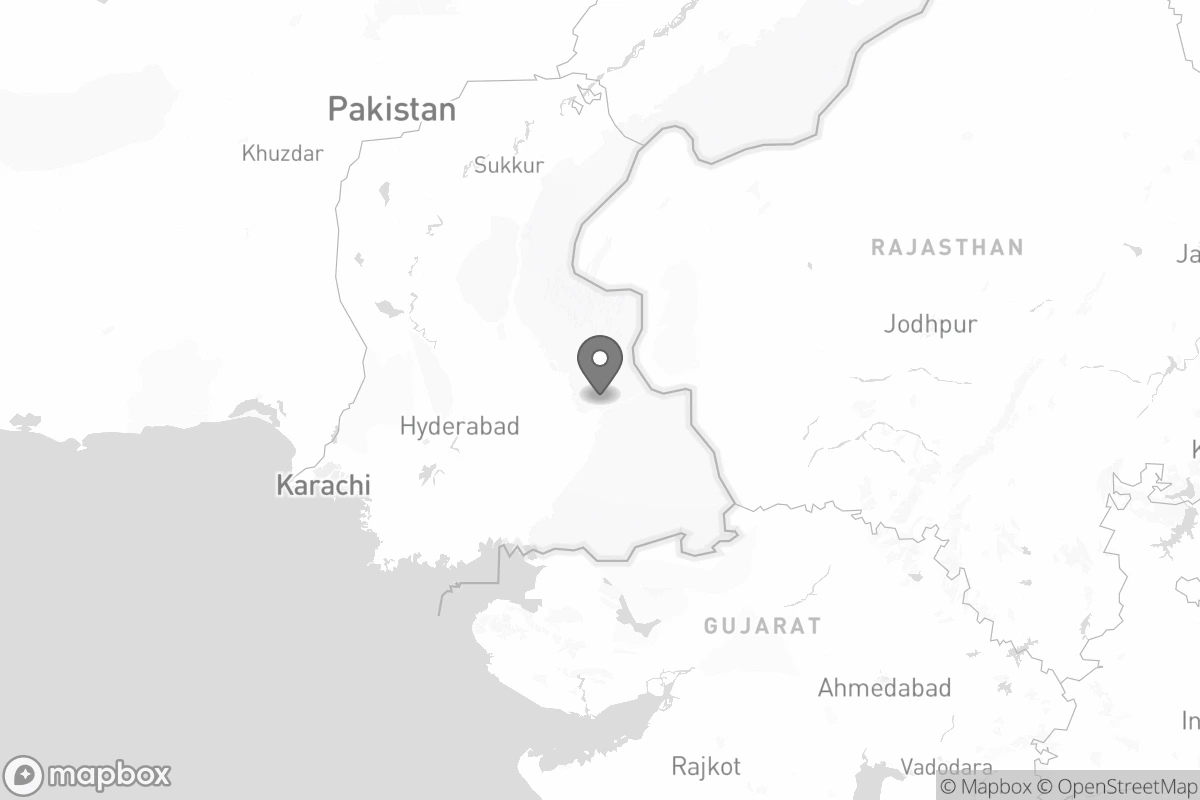 Pakistan
Khuzdar
Sukkur
RAJASTHAN
Ja
Jodhpur
Hyderabad
K
Karachi
GUJARAT
Ahmedabad
In
Rajkot
Vadodara
mapbox
© Mapbox © OpenStreetMap